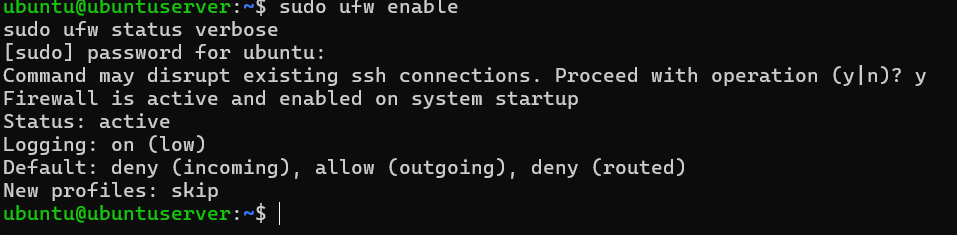 ubuntu@ubuntuserver:~$ sudo ufw enable
sudo ufw status verbose
[sudo] password for ubuntu:
Command may disrupt existing ssh connections. Proceed with operation (y|n)? y
Firewall is active and enabled on system startup
Status: active
Logging: on (low)
Default: deny (incoming), allow (outgoing), deny (routed)
New profiles: skip
ubuntu@ubuntuserver:~$